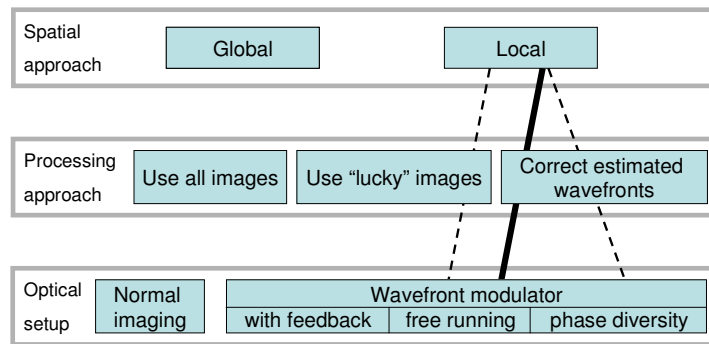 Spatial
approach
Global
Local
Processing
approach
Use all images
Use “lucky” images
Correct estimated
wavefronts
Optical
setup
Normal
imaging
Wavefront modulator
with feedback
free running
phase diversity